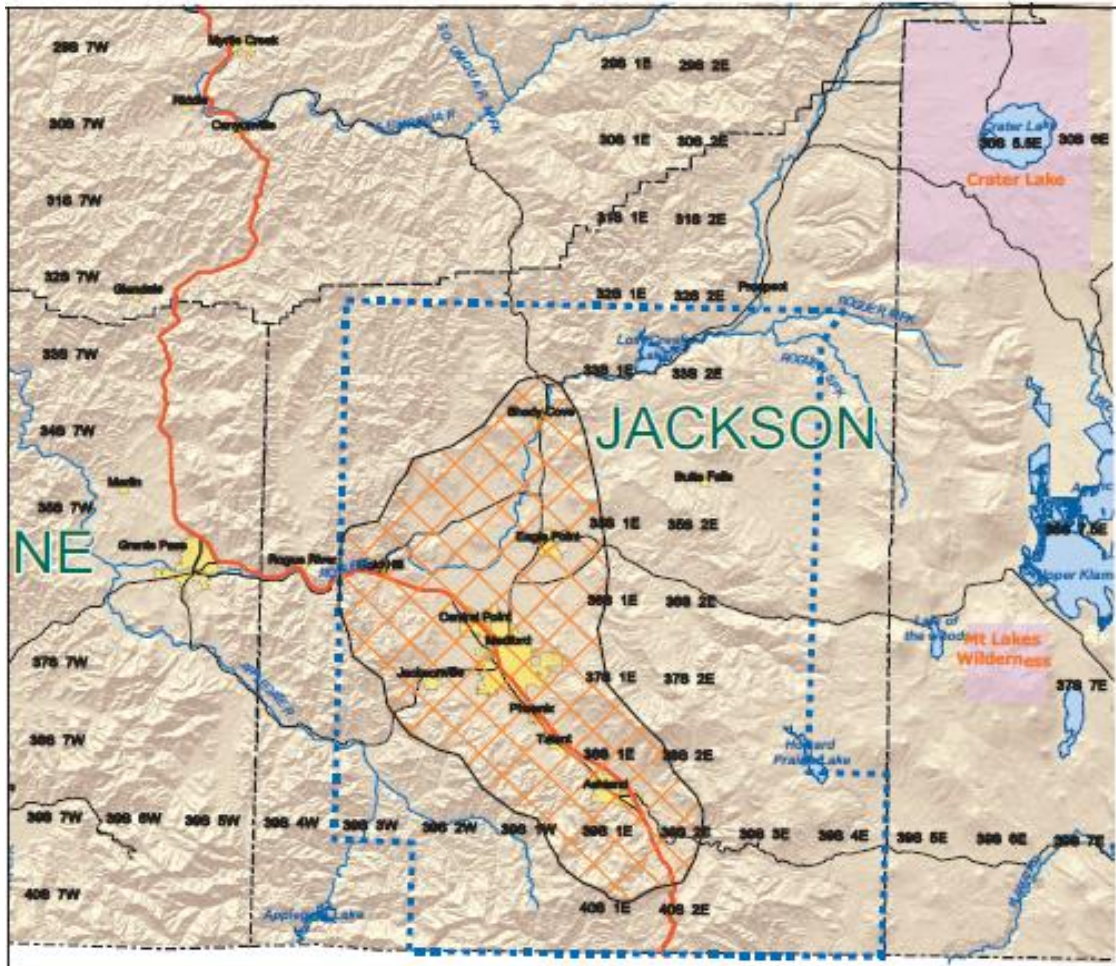 29S 7W
Myrtle Creek
29S 1E
29S 2E
Riddle
30S 7W
Canyonville
30S 1E
30S 2E
Crater Lake
30S 5.5E
30S 6E
Crater Lake
31S 7W
31S 1E
31S 2E
32S 7W
Glendale
32S 1E
32S 2E
Prospect
ROGUE R N FK
33S 7W
Lost Creek
Lake
33S 1E
33S 2E
34S 7W
Shady Cove
JACKSON
Merlin
Butte Falls
35S 7W
35S 1E
35S 2E
NE
Grants Pass
Rogue River
Gold Hill
Eagle Point
Upper Klam
36S 1E
36S 2E
Central Point
Medford
Lake of
the woods
Mt Lakes
Wilderness
37S 7W
Jacksonville
37S 1E
37S 2E
37S 7E
Phoenix
38S 7W
Talent
38S 1E
38S 2E
Howard
Prairie Lake
Ashland
39S 7W
39S 6W
39S 5W
39S 4W
39S 3W
39S 2W
39S 1W
39S 1E
39S 2E
39S 3E
39S 4E
39S 5E
39S 6E
39S 7E
40S 7W
Applegate Lake
40S 1E
40S 2E